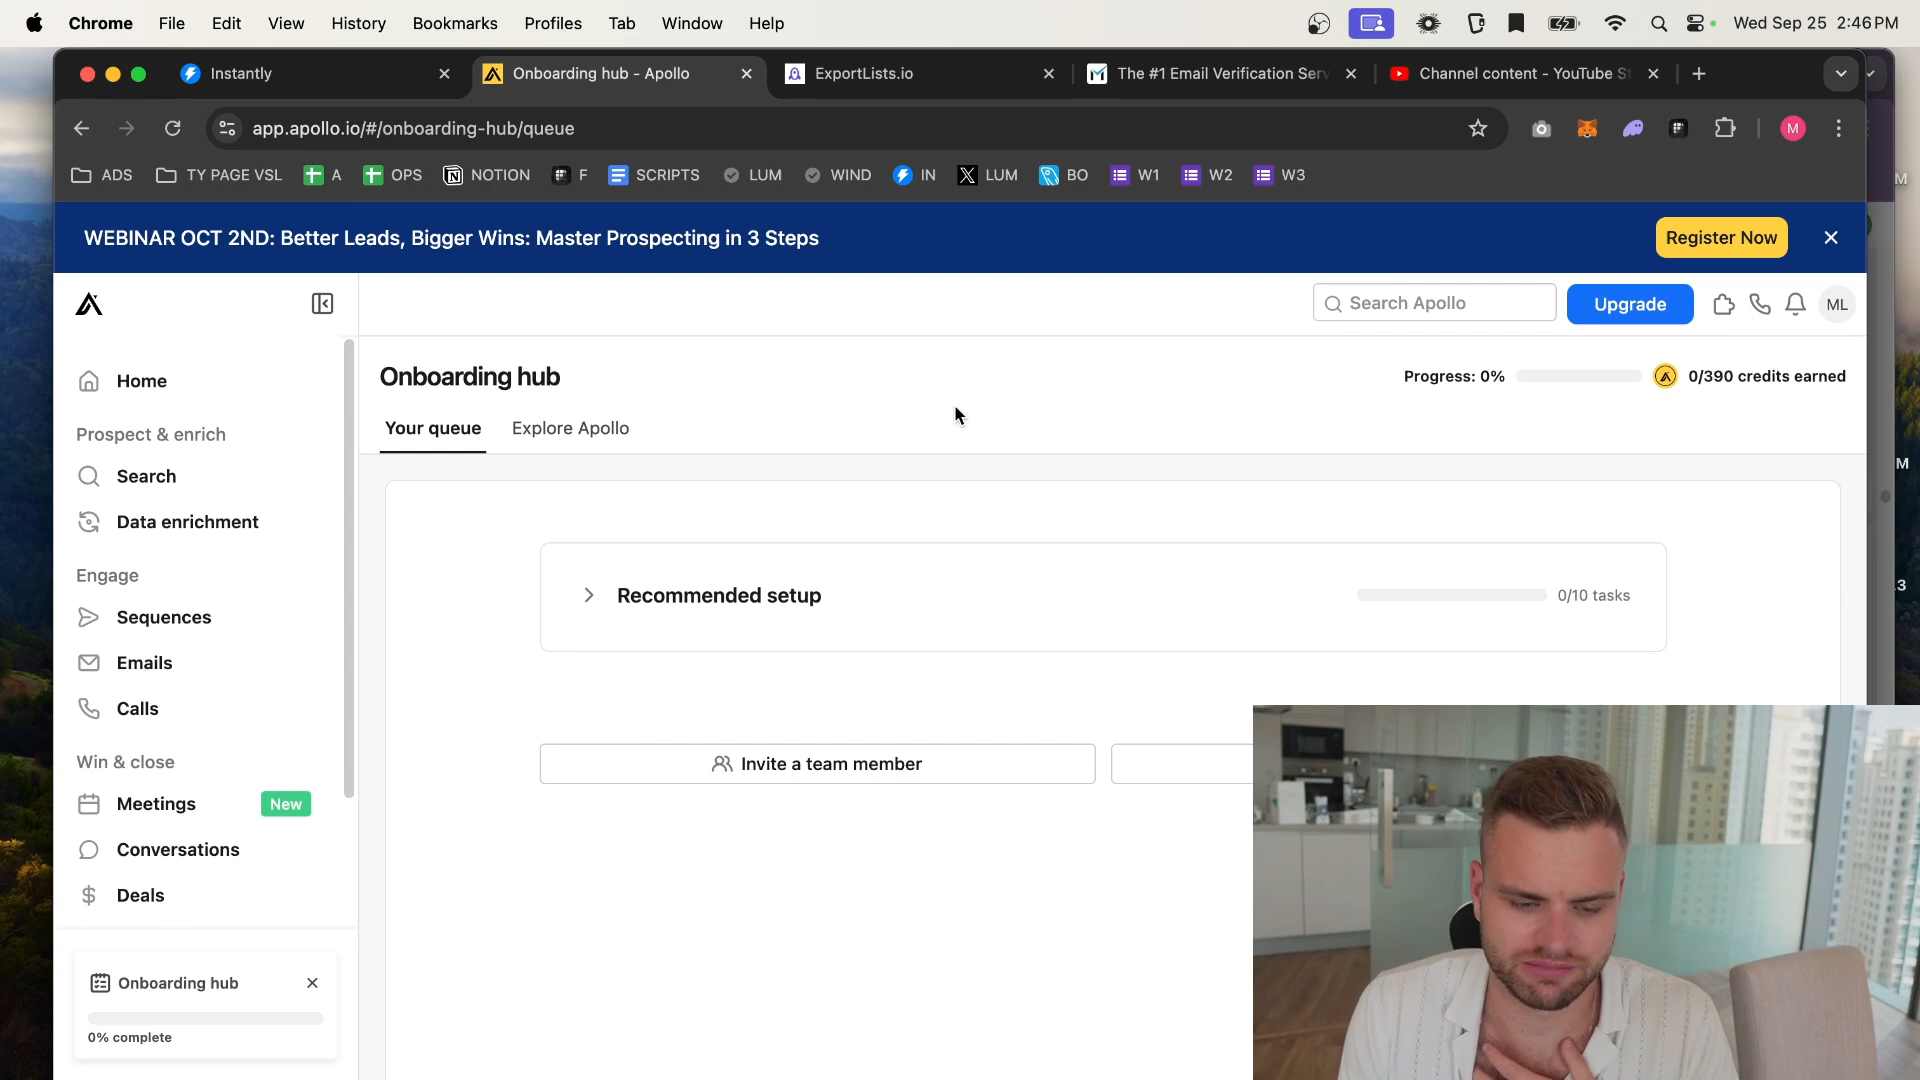 Chrome File Edit View History Bookmarks Profiles Tab Window Help Wed Sep 25 2:46 PM
Instantly
Onboarding hub - Apollo
ExportLists.io
The #1 Email Verification Serv
Channel content - YouTube St
app.apollo.io/#/onboarding-hub/queue
M
ADS TY PAGE VSL A OPS NOTION F SCRIPTS LUM WIND IN LUM BO W1 W2 W3
WEBINAR OCT 2ND: Better Leads, Bigger Wins: Master Prospecting in 3 Steps
Register Now
Search Apollo
Upgrade
ML
Home
Prospect & enrich
Search
Data enrichment
Engage
Sequences
Emails
Calls
Win & close
Meetings New
Conversations
Deals
Onboarding hub
0% complete
Onboarding hub
Progress: 0% 0/390 credits earned
Your queue Explore Apollo
Recommended setup
0/10 tasks
Invite a team member